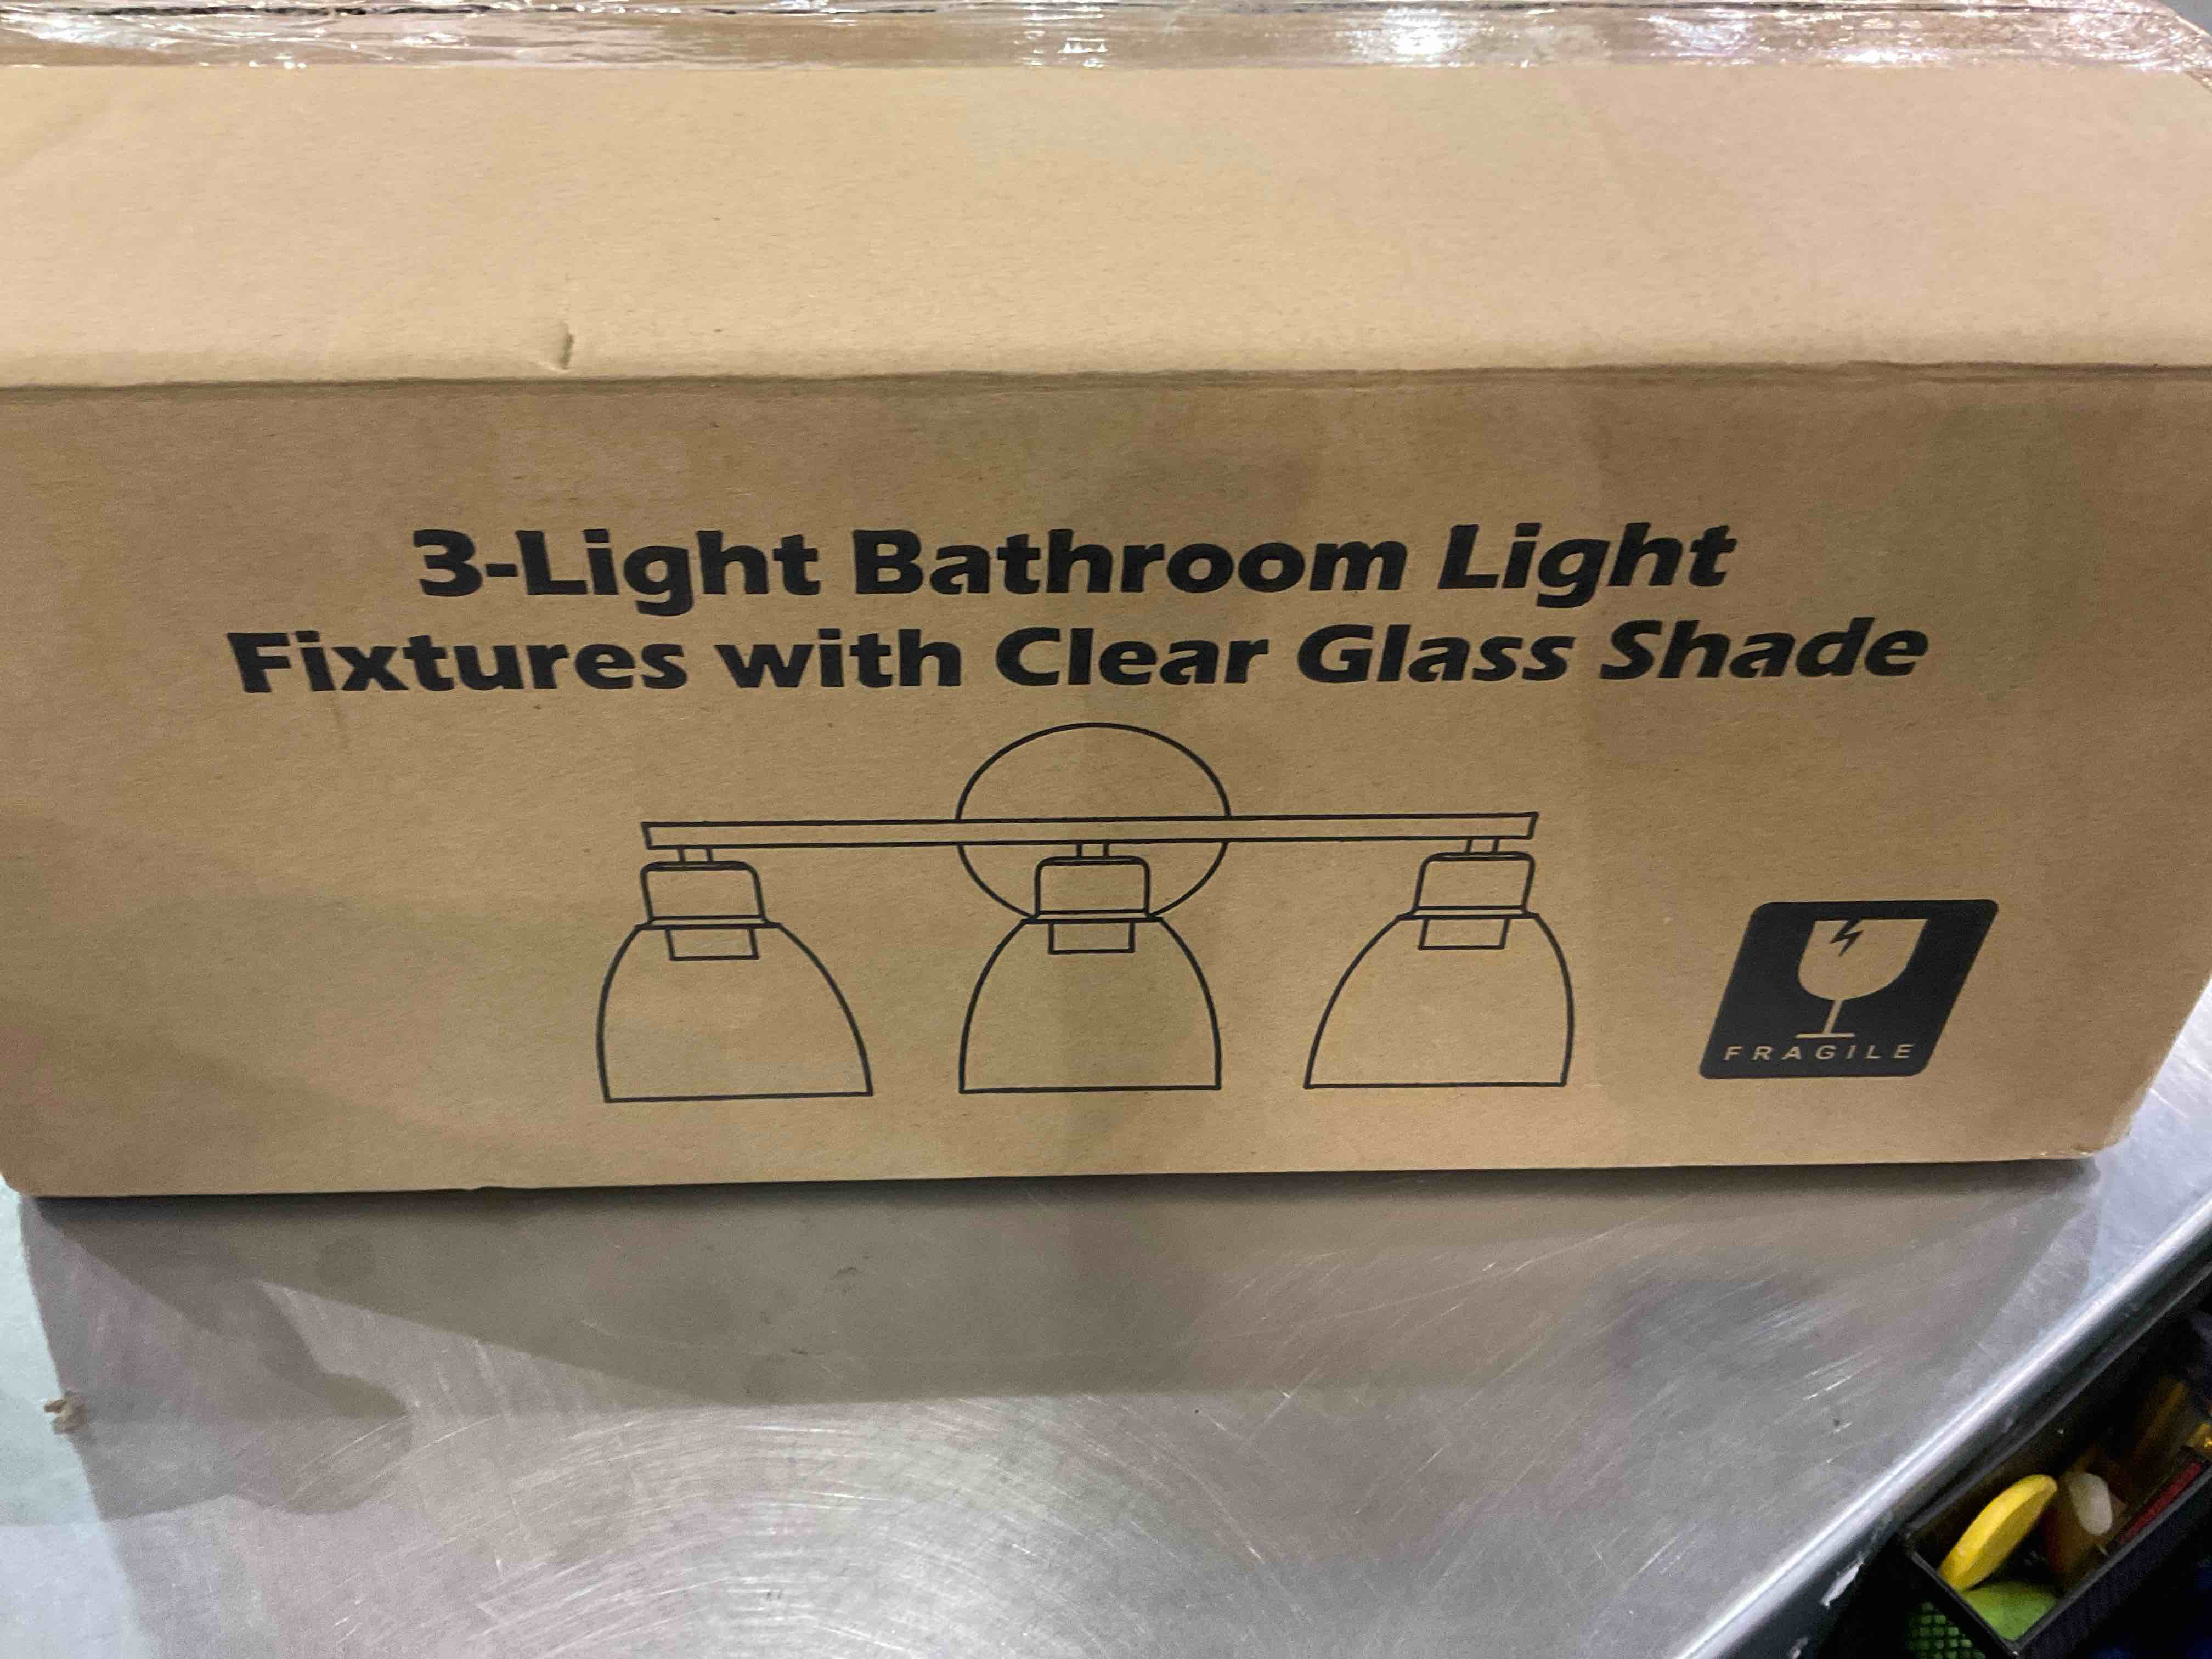 3-Light Bathroom Light
Fixtures with Clear Glass Shade
FRAGILE